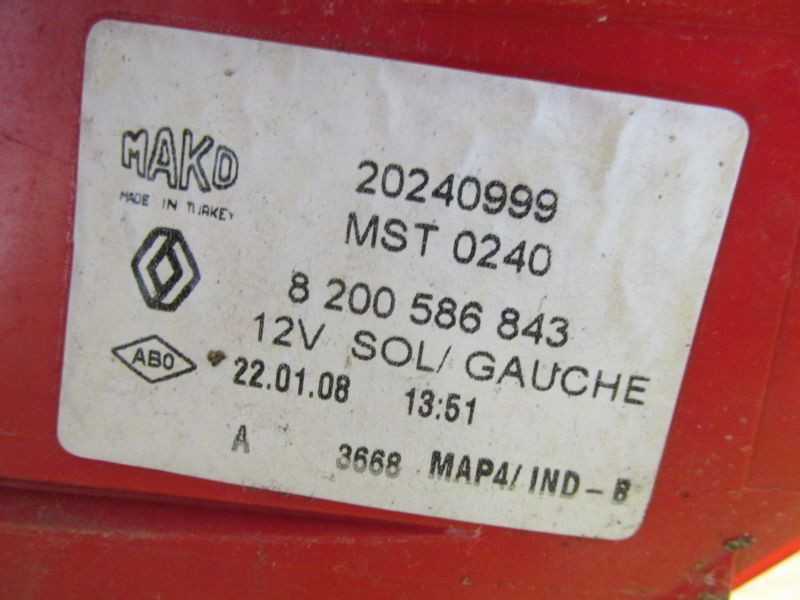 MAKO
MADE IN TURKEY
20240999
MST 0240
8 200 586 843
12V SOL/ GAUCHE
ABO
22.01.08 13:51
A 3668 MAP4/ IND - B